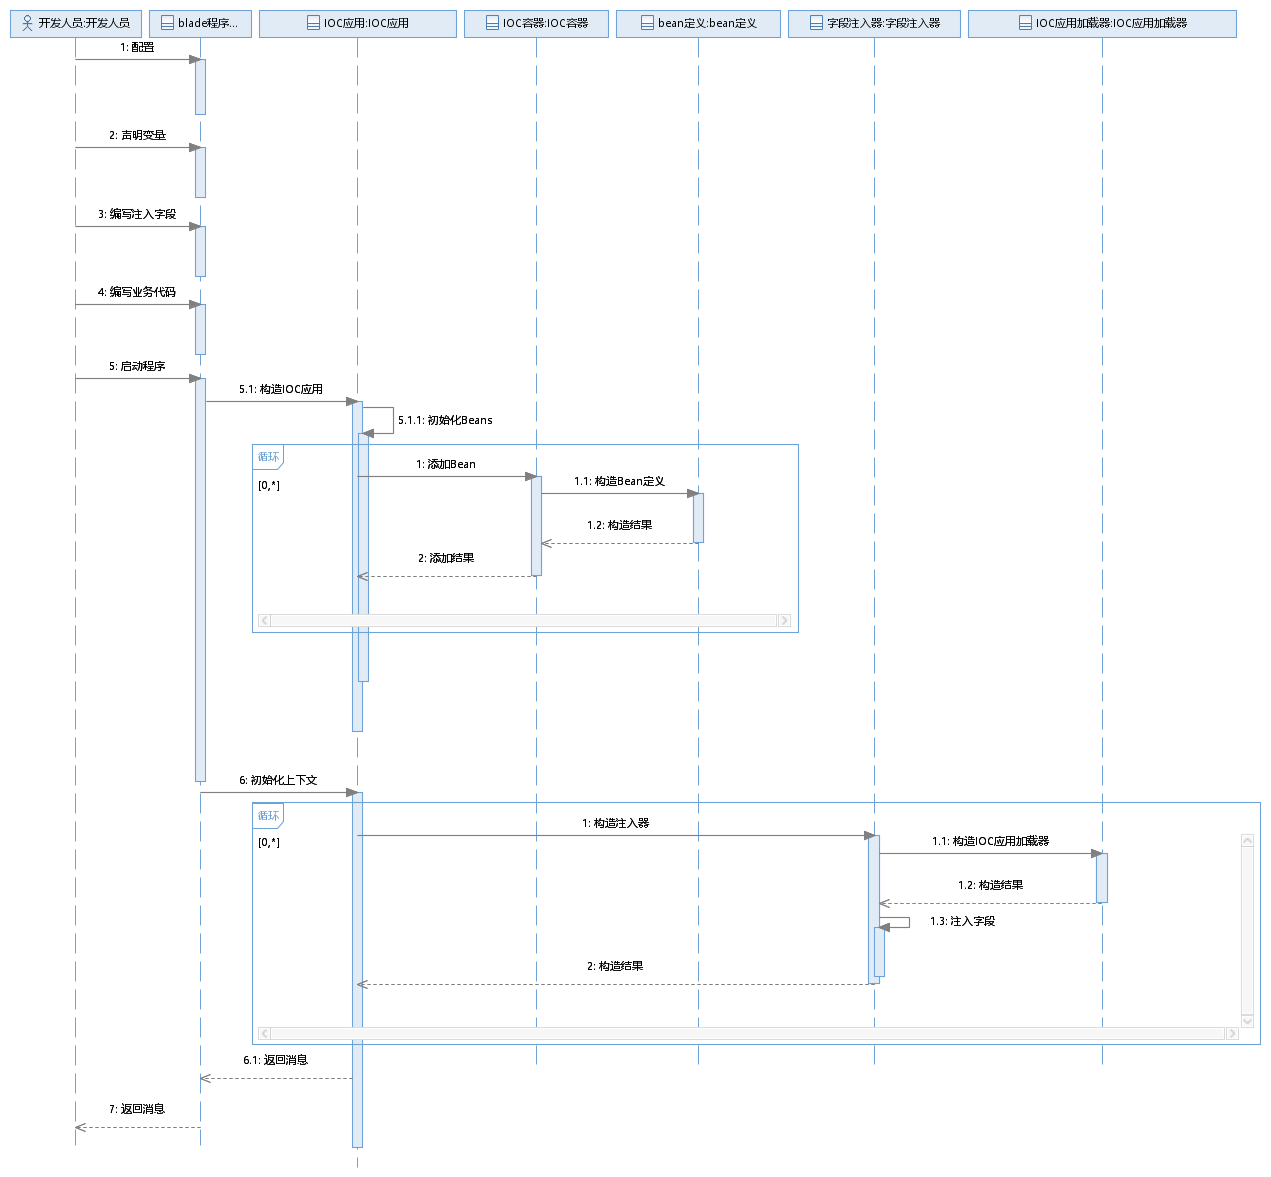 开发人员:开发人员
blade程序...
IOC应用:IOC应用
IOC容器:IOC容器
bean定义:bean定义
字段注入器:字段注入器
IOC应用加载器:IOC应用加载器
1: 配置
2: 声明变量
3: 编写注入字段
4: 编写业务代码
5: 启动程序
5.1: 构造IOC应用
5.1.1: 初始化Beans
循环
[0,*]
1: 添加Bean
1.1: 构造Bean定义
1.2: 构造结果
2: 添加结果
6: 初始化上下文
循环
[0,*]
1: 构造注入器
1.1: 构造IOC应用加载器
1.2: 构造结果
1.3: 注入字段
2: 构造结果
6.1: 返回消息
7: 返回消息